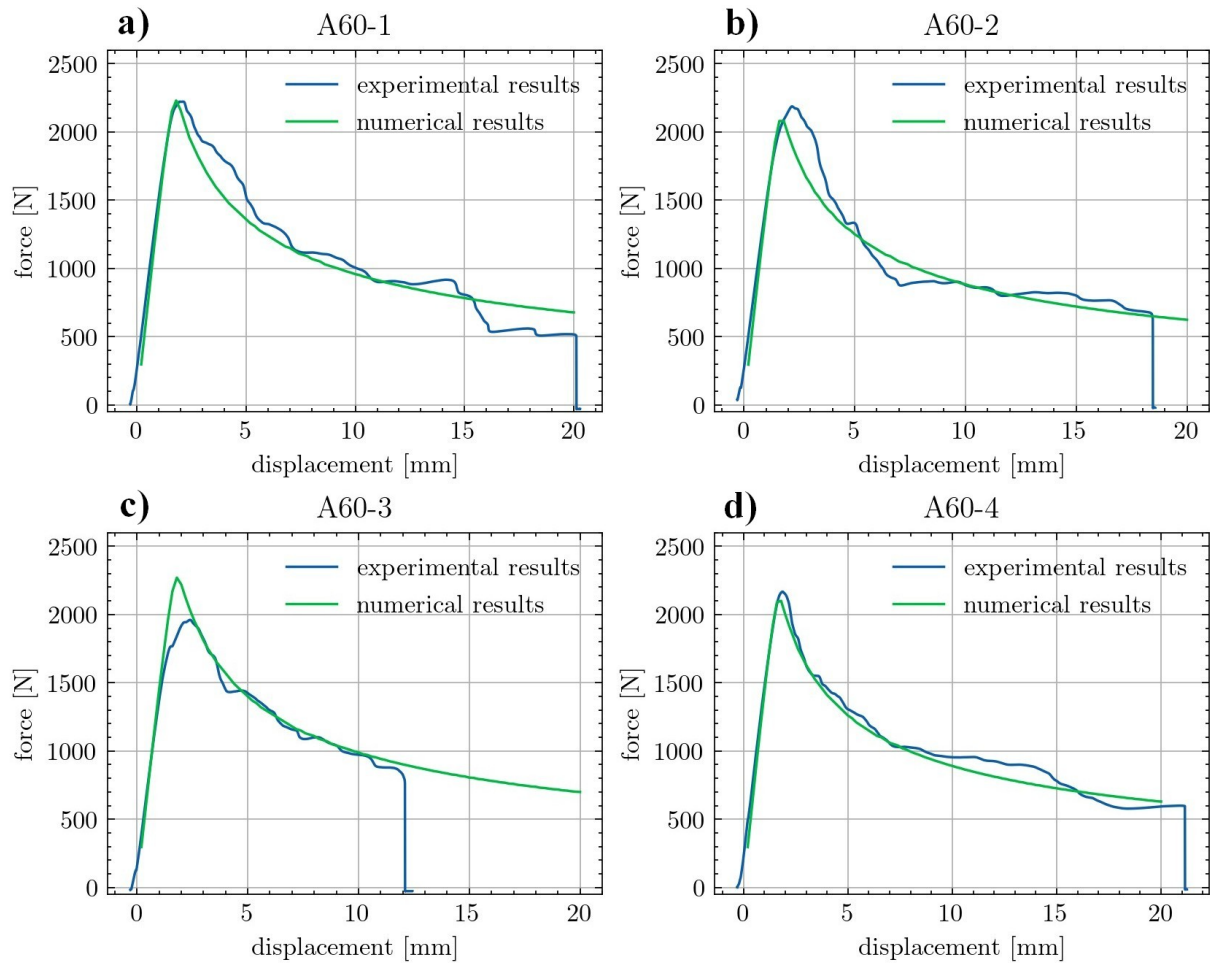 a) A60-1
2500
2000
1500
1000
500
0
force [N]
experimental results
numerical results
0 5 10 15 20
displacement [mm]
b) A60-2
2500
2000
1500
1000
500
0
force [N]
experimental results
numerical results
0 5 10 15 20
displacement [mm]
c) A60-3
2500
2000
1500
1000
500
0
force [N]
experimental results
numerical results
0 5 10 15 20
displacement [mm]
d) A60-4
2500
2000
1500
1000
500
0
force [N]
experimental results
numerical results
0 5 10 15 20
displacement [mm]